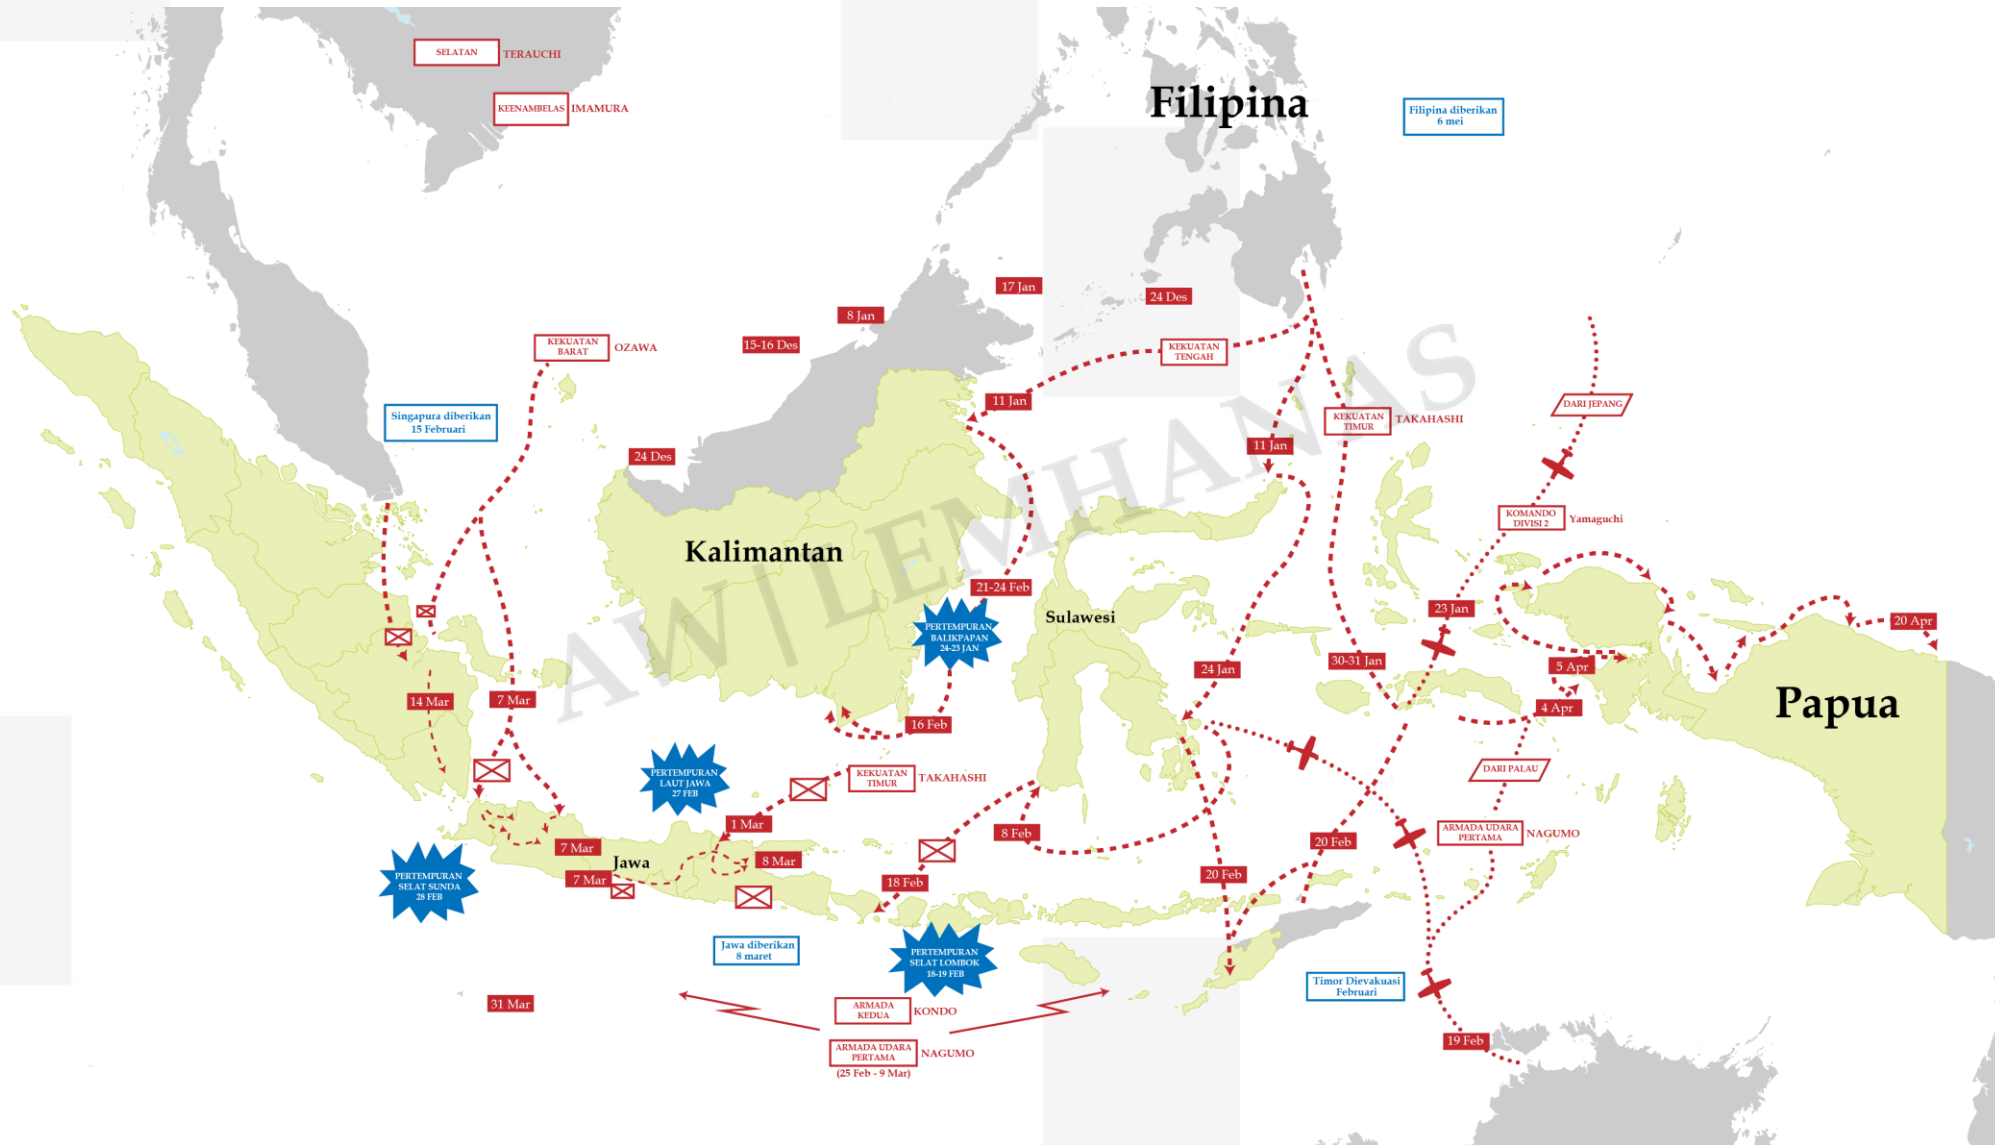 SELATAN
TERAUCHI
KEENAMBELAS
IMAMURA
Filipina
Filipina diberikan
6 mei
17 Jan
24 Des
8 Jan
15-16 Des
KEKUATAN
BARAT
OZAWA
KEKUATAN
TENGAH
11 Jan
DARI JEPANG
Singapura diberikan
15 Februari
KEKUATAN
TIMUR
TAKAHASHI
11 Jan
24 Des
KOMANDO
DIVISI 2
Yamaguchi
Kalimantan
AW|LEMHANAS
21-24 Feb
23 Jan
Sulawesi
20 Apr
PERTEMPURAN
BALIKPAPAN
24-23 JAN
24 Jan
30-31 Jan
5 Apr
14 Mar
7 Mar
4 Apr
Papua
16 Feb
PERTEMPURAN
LAUT JAWA
27 FEB
KEKUATAN
TIMUR
TAKAHASHI
DARI PALAU
1 Mar
8 Feb
20 Feb
ARMADA UDARA
PERTAMA
NAGUMO
7 Mar
Jawa
8 Mar
7 Mar
18 Feb
20 Feb
PERTEMPURAN
SELAT SUNDA
28 FEB
Jawa diberikan
8 maret
PERTEMPURAN
SELAT LOMBOK
18-19 FEB
Timor Dievakuasi
Februari
31 Mar
ARMADA
KEDUA
KONDO
19 Feb
ARMADA UDARA
PERTAMA
NAGUMO
(25 Feb - 9 Mar)